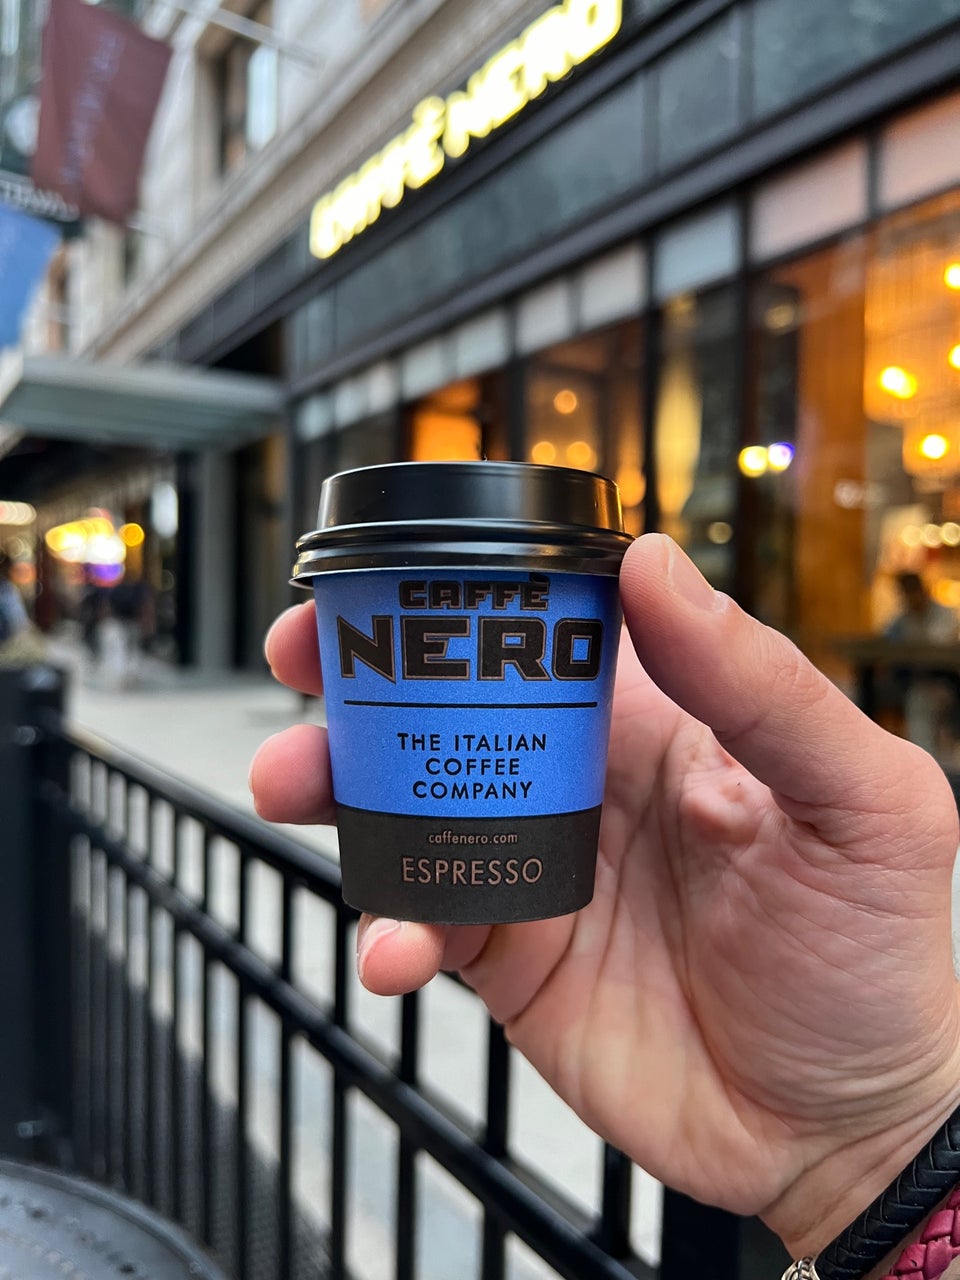 CAFFÈ NERO
CAFFÈ
NERO
THE ITALIAN
COFFEE
COMPANY
caffenero.com
ESPRESSO